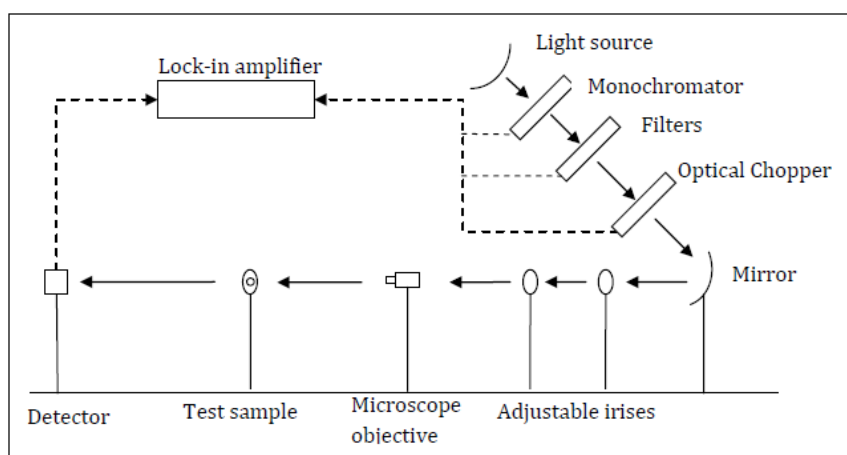 Light source
Lock-in amplifier
Monochromator
Filters
Optical Chopper
Mirror
Detector
Test sample
Microscope
objective
Adjustable irises